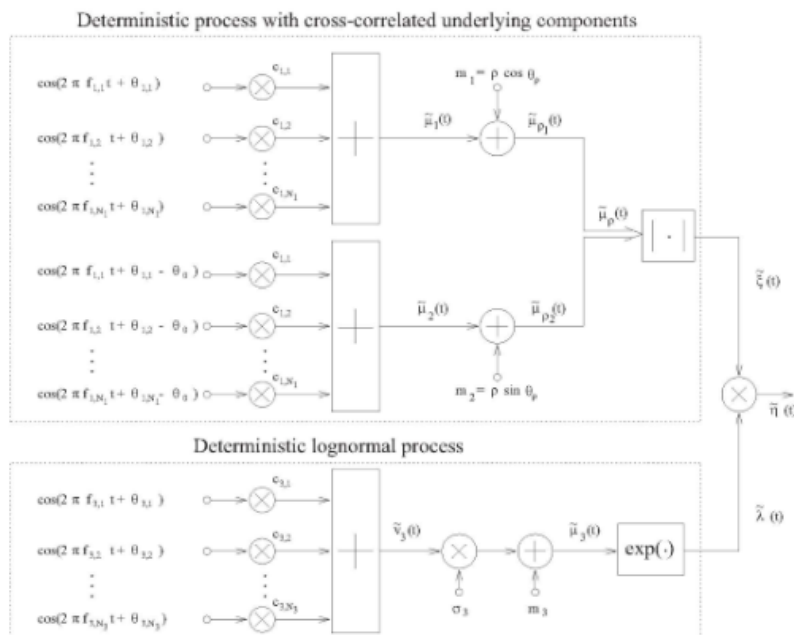 Deterministic process with cross-correlated underlying components
cos(2 π f1,1 t + θ1,1)
c1,1
m1 = ρ cos θρ
cos(2 π f1,2 t + θ1,2)
c1,2
μ̃1(t)
μ̃ρ1(t)
cos(2 π f1,N1 t + θ1,N1)
c1,N1
μ̃ρ(t)
| · |
cos(2 π f1,1 t + θ1,1 - θ0)
c1,1
ξ̃(t)
cos(2 π f1,2 t + θ1,2 - θ0)
c1,2
μ̃2(t)
μ̃ρ2(t)
cos(2 π f1,N1 t + θ1,N1 - θ0)
c1,N1
m2 = ρ sin θρ
η̃(t)
Deterministic lognormal process
cos(2 π f3,1 t + θ3,1)
c3,1
λ̃(t)
cos(2 π f3,2 t + θ3,2)
c3,2
ṽ3(t)
μ̃3(t)
exp(·)
cos(2 π f3,N3 t + θ3,N3)
c3,N3
σ3
m3